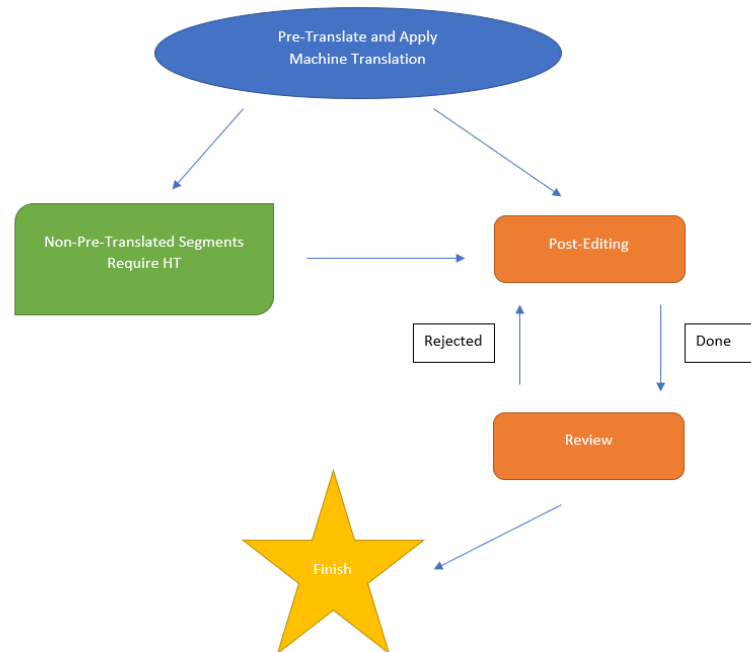 Pre-Translate and Apply
Machine Translation
Non-Pre-Translated Segments
Require HT
Post-Editing
Rejected
Done
Review
Finish